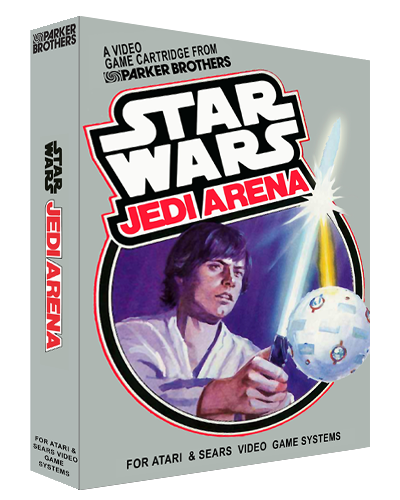 PARKER
BROTHERS
STAR
WARS
JEDI ARENA
FOR ATARI &
SEARS VIDEO
GAME
SYSTEMS
A VIDEO
GAME CARTRIDGE FROM
PARKER BROTHERS
STAR
WARS
JEDI ARENA
FOR ATARI & SEARS VIDEO GAME SYSTEMS